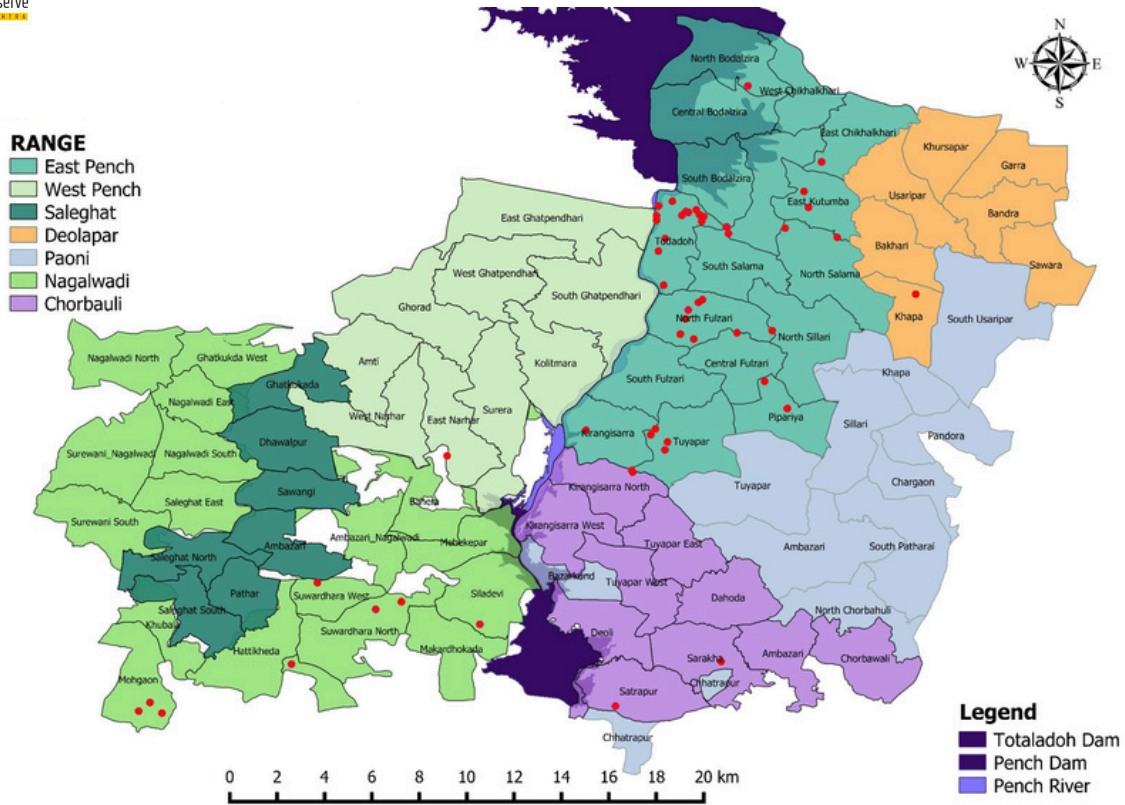 serve
HTRA
N
W E
S
RANGE
East Pench
West Pench
Saleghat
Deolapar
Paoni
Nagalwadi
Chorbauli
North Bodalzira
West Chikhalkhari
Central Bodalzira
East Chikhalkhari
Khursapar
Garra
South Bodalzira
East Kutumba
Usaripar
Bandra
East Ghatpendhari
Todadoh
Bakhari
Sawara
West Ghatpendhari
South Salama
North Salama
South Ghatpendhari
Ghorad
North Fulzari
Khapa
South Usaripar
North Sillari
Nagalwadi North
Ghatkukda West
Amti
Kolitmara
Central Fulzari
Khapa
Ghatkukada
South Fulzari
Nagalwadi East
West Narhar
East Narhar
Surera
Pipariya
Sillari
Kirangisarra
Tuyapar
Pandora
Dhawalpur
Surewani_Nagalwadi
Nagalwadi South
Sawangi
Kirangisarra North
Tuyapar
Chargaon
Saleghat East
Bahera
Surewani South
Kirangisarra West
Ambazari_Nagalwadi
Mebekepar
Ambazari
Tuyapar East
Ambazari
South Patharai
Saleghat North
Bazarkund
Tuyapar West
Pathar
Suwardhara West
Siladevi
Dahoda
Saleghat South
North Chorbahuli
Khubala
Suwardhara North
Deoli
Hattikheda
Makardhokada
Sarakha
Ambazari
Chorbawali
Mohgaon
Chhatrapur
Satrapur
Chhatrapur
Legend
Totaladoh Dam
Pench Dam
Pench River
0 2 4 6 8 10 12 14 16 18 20 km